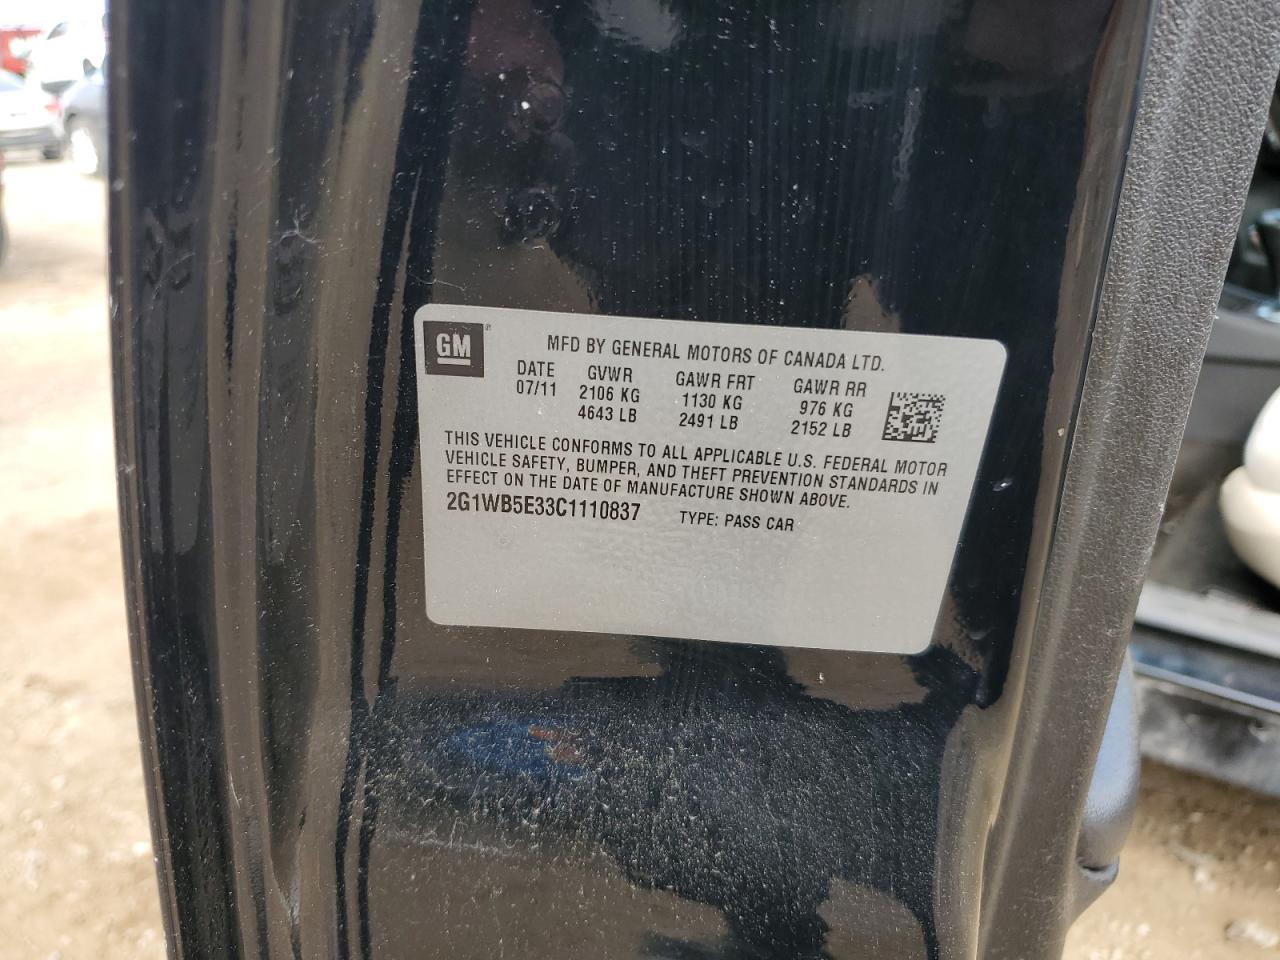 GM
MFD BY GENERAL MOTORS OF CANADA LTD.
DATE GVWR GAWR FRT GAWR RR
07/11 2106 KG 1130 KG 976 KG
4643 LB 2491 LB 2152 LB
THIS VEHICLE CONFORMS TO ALL APPLICABLE U.S. FEDERAL MOTOR
VEHICLE SAFETY, BUMPER, AND THEFT PREVENTION STANDARDS IN
EFFECT ON THE DATE OF MANUFACTURE SHOWN ABOVE.
2G1WB5E33C1110837 TYPE: PASS CAR